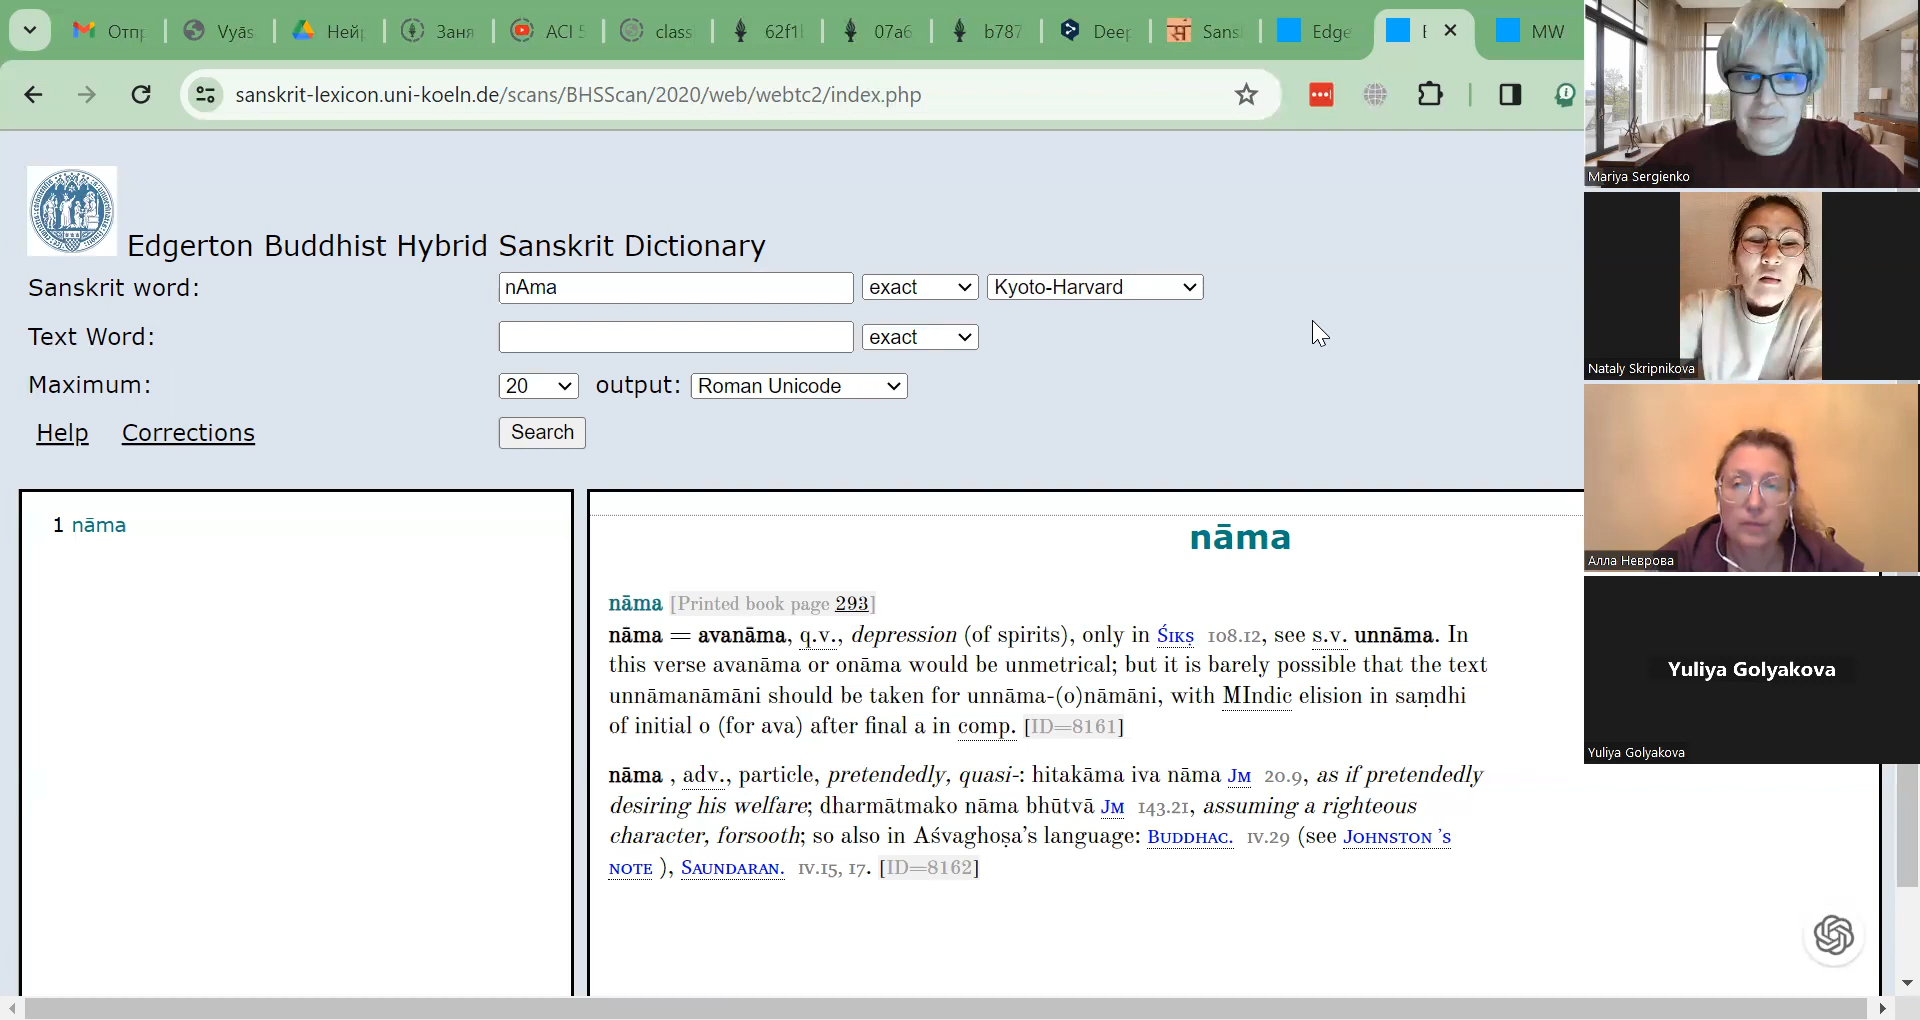 Отпр
Vyās
Ней
Заня
ACI 5
class
62f1
07a6
b787
Deep
Sans
Edge
E
MW
sanskrit-lexicon.uni-koeln.de/scans/BHSScan/2020/web/webtc2/index.php
Edgerton Buddhist Hybrid Sanskrit Dictionary
Sanskrit word: nAma exact Kyoto-Harvard
Text Word: exact
Maximum: 20 output: Roman Unicode
Help Corrections Search
1 nāma
nāma
nāma [Printed book page 293]
nāma = avanāma, q.v., depression (of spirits), only in Śikṣ 108.12, see s.v. unnāma. In
this verse avanāma or onāma would be unmetrical; but it is barely possible that the text
unnāmanāmāni should be taken for unnāma-(o)nāmāni, with MIndic elision in saṃdhi
of initial o (for ava) after final a in comp. [ID=8161]
nāma , adv., particle, pretendedly, quasi-: hitakāma iva nāma Jm 20.9, as if pretendedly
desiring his welfare; dharmātmako nāma bhūtvā Jm 143.21, assuming a righteous
character, forsooth; so also in Aśvaghoṣa’s language: Buddhac. iv.29 (see Johnston ’s
note ), Saundaran. iv.15, 17. [ID=8162]
Mariya Sergienko
Nataly Skripnikova
Алла Неврова
Yuliya Golyakova
Yuliya Golyakova